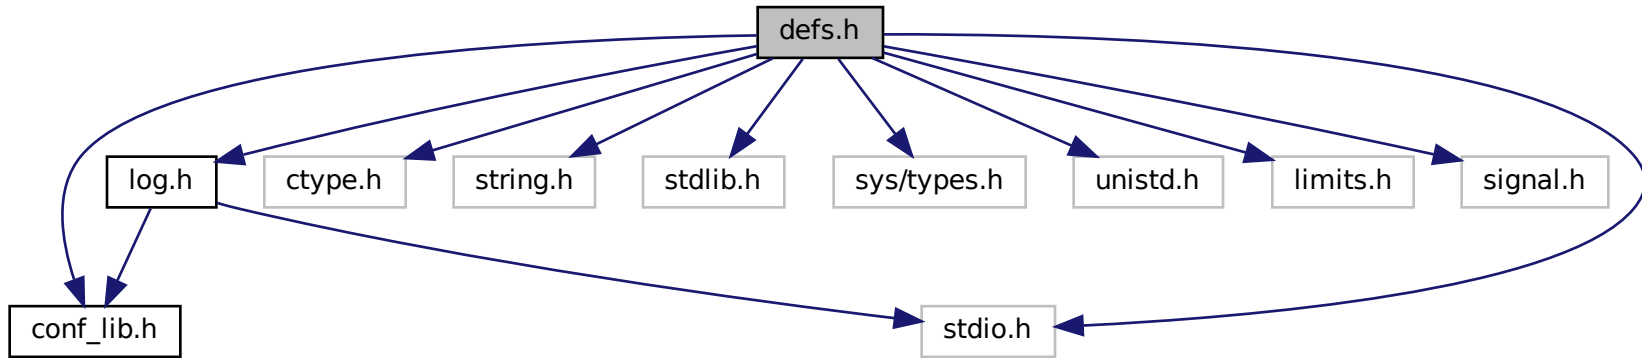 defs.h
log.h
ctype.h
string.h
stdlib.h
sys/types.h
unistd.h
limits.h
signal.h
conf_lib.h
stdio.h